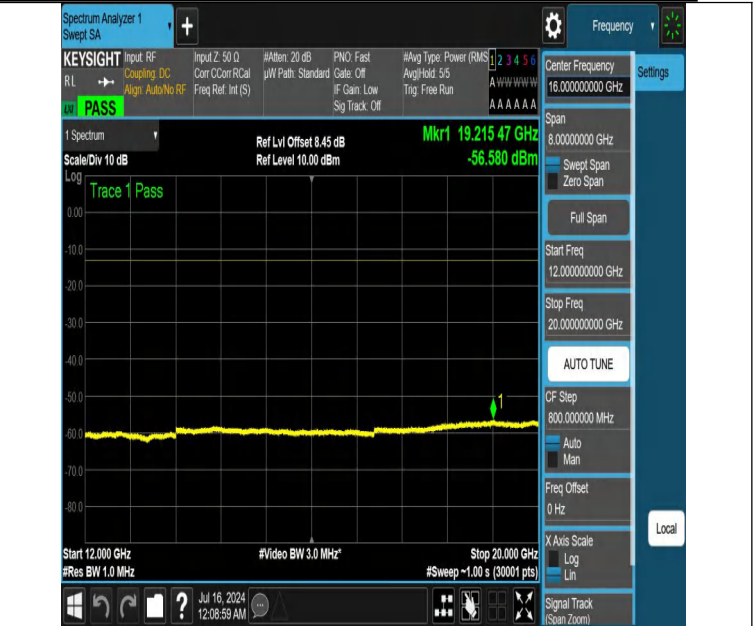 Spectrum Analyzer 1
Swept SA
+
Frequency
KEYSIGHT
RL
PASS
Input: RF
Coupling: DC
Align: Auto/No RF
Input Z: 50 Ω
Corr CCorr RCal
Freq Ref: Int (S)
#Atten: 20 dB
µW Path: Standard
PNO: Fast
Gate: Off
IF Gain: Low
Sig Track: Off
#Avg Type: Power (RMS
Avg|Hold: 5/5
Trig: Free Run
1 2 3 4 5 6
A W W W W W
A A A A A A
1 Spectrum
Scale/Div 10 dB
Ref Lvl Offset 8.45 dB
Ref Level 10.00 dBm
Mkr1 19.215 47 GHz
-56.580 dBm
Log
Trace 1 Pass
0.00
-10.0
-20.0
-30.0
-40.0
-50.0
-60.0
-70.0
-80.0
1
Start 12.000 GHz
#Res BW 1.0 MHz
#Video BW 3.0 MHz*
Stop 20.000 GHz
#Sweep ~1.00 s (30001 pts)
?
Jul 16, 2024
12:08:59 AM
Center Frequency
16.000000000 GHz
Settings
Span
8.00000000 GHz
Swept Span
Zero Span
Full Span
Start Freq
12.000000000 GHz
Stop Freq
20.000000000 GHz
AUTO TUNE
CF Step
800.000000 MHz
Auto
Man
Freq Offset
0 Hz
X Axis Scale
Log
Lin
Local
Signal Track
(Span Zoom)